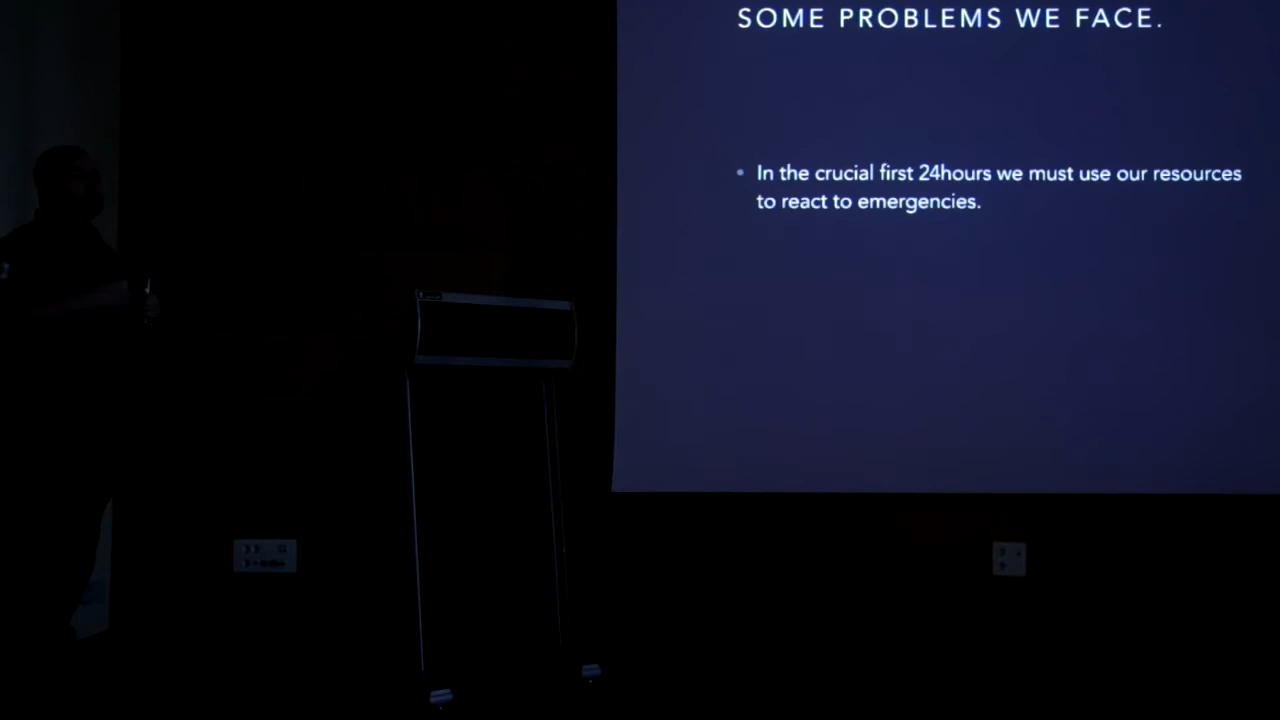 SOME PROBLEMS WE FACE.
• In the crucial first 24hours we must use our resources
to react to emergencies.